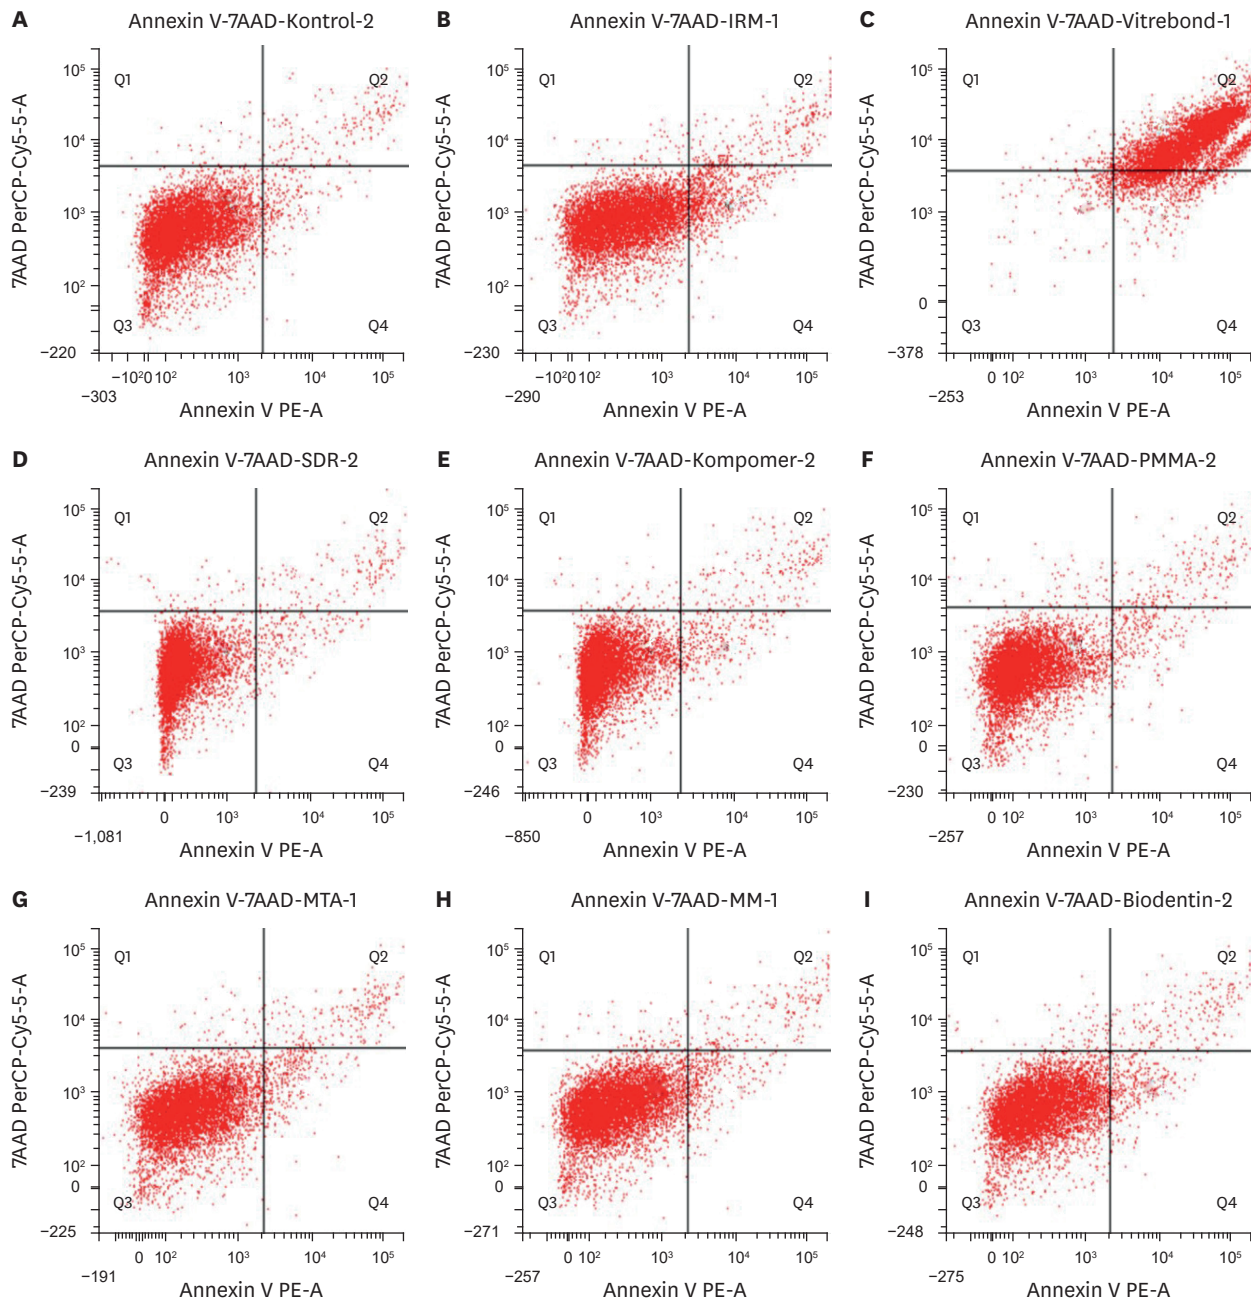 A Annexin V-7AAD-Kontrol-2
7AAD PerCP-Cy5-5-A
10⁵
10⁴
10³
10²
−220
Q1
Q2
Q3
Q4
−10² 0 10² 10³ 10⁴ 10⁵
−303
Annexin V PE-A
B Annexin V-7AAD-IRM-1
7AAD PerCP-Cy5-5-A
10⁵
10⁴
10³
10²
−230
Q1
Q2
Q3
Q4
−10² 0 10² 10³ 10⁴ 10⁵
−290
Annexin V PE-A
C Annexin V-7AAD-Vitrebond-1
7AAD PerCP-Cy5-5-A
10⁵
10⁴
10³
0
−378
Q1
Q2
Q3
Q4
0 10² 10³ 10⁴ 10⁵
−253
Annexin V PE-A
D Annexin V-7AAD-SDR-2
7AAD PerCP-Cy5-5-A
10⁵
10⁴
10³
10²
0
−239
Q1
Q2
Q3
Q4
0 10³ 10⁴ 10⁵
−1,081
Annexin V PE-A
E Annexin V-7AAD-Kompomer-2
7AAD PerCP-Cy5-5-A
10⁵
10⁴
10³
10²
0
−246
Q1
Q2
Q3
Q4
0 10³ 10⁴ 10⁵
−850
Annexin V PE-A
F Annexin V-7AAD-PMMA-2
7AAD PerCP-Cy5-5-A
10⁵
10⁴
10³
10²
0
−230
Q1
Q2
Q3
Q4
0 10² 10³ 10⁴ 10⁵
−257
Annexin V PE-A
G Annexin V-7AAD-MTA-1
7AAD PerCP-Cy5-5-A
10⁵
10⁴
10³
10²
0
−225
Q1
Q2
Q3
Q4
0 10² 10³ 10⁴ 10⁵
−191
Annexin V PE-A
H Annexin V-7AAD-MM-1
7AAD PerCP-Cy5-5-A
10⁵
10⁴
10³
10²
0
−271
Q1
Q2
Q3
Q4
0 10² 10³ 10⁴ 10⁵
−257
Annexin V PE-A
I Annexin V-7AAD-Biodentin-2
7AAD PerCP-Cy5-5-A
10⁵
10⁴
10³
10²
0
−248
Q1
Q2
Q3
Q4
0 10² 10³ 10⁴ 10⁵
−275
Annexin V PE-A